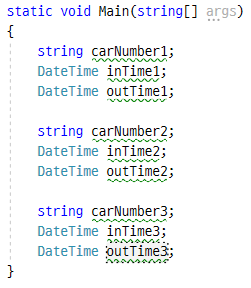 static void Main(string[] args)
{
string carNumber1;
DateTime inTime1;
DateTime outTime1;
string carNumber2;
DateTime inTime2;
DateTime outTime2;
string carNumber3;
DateTime inTime3;
DateTime outTime3;
}